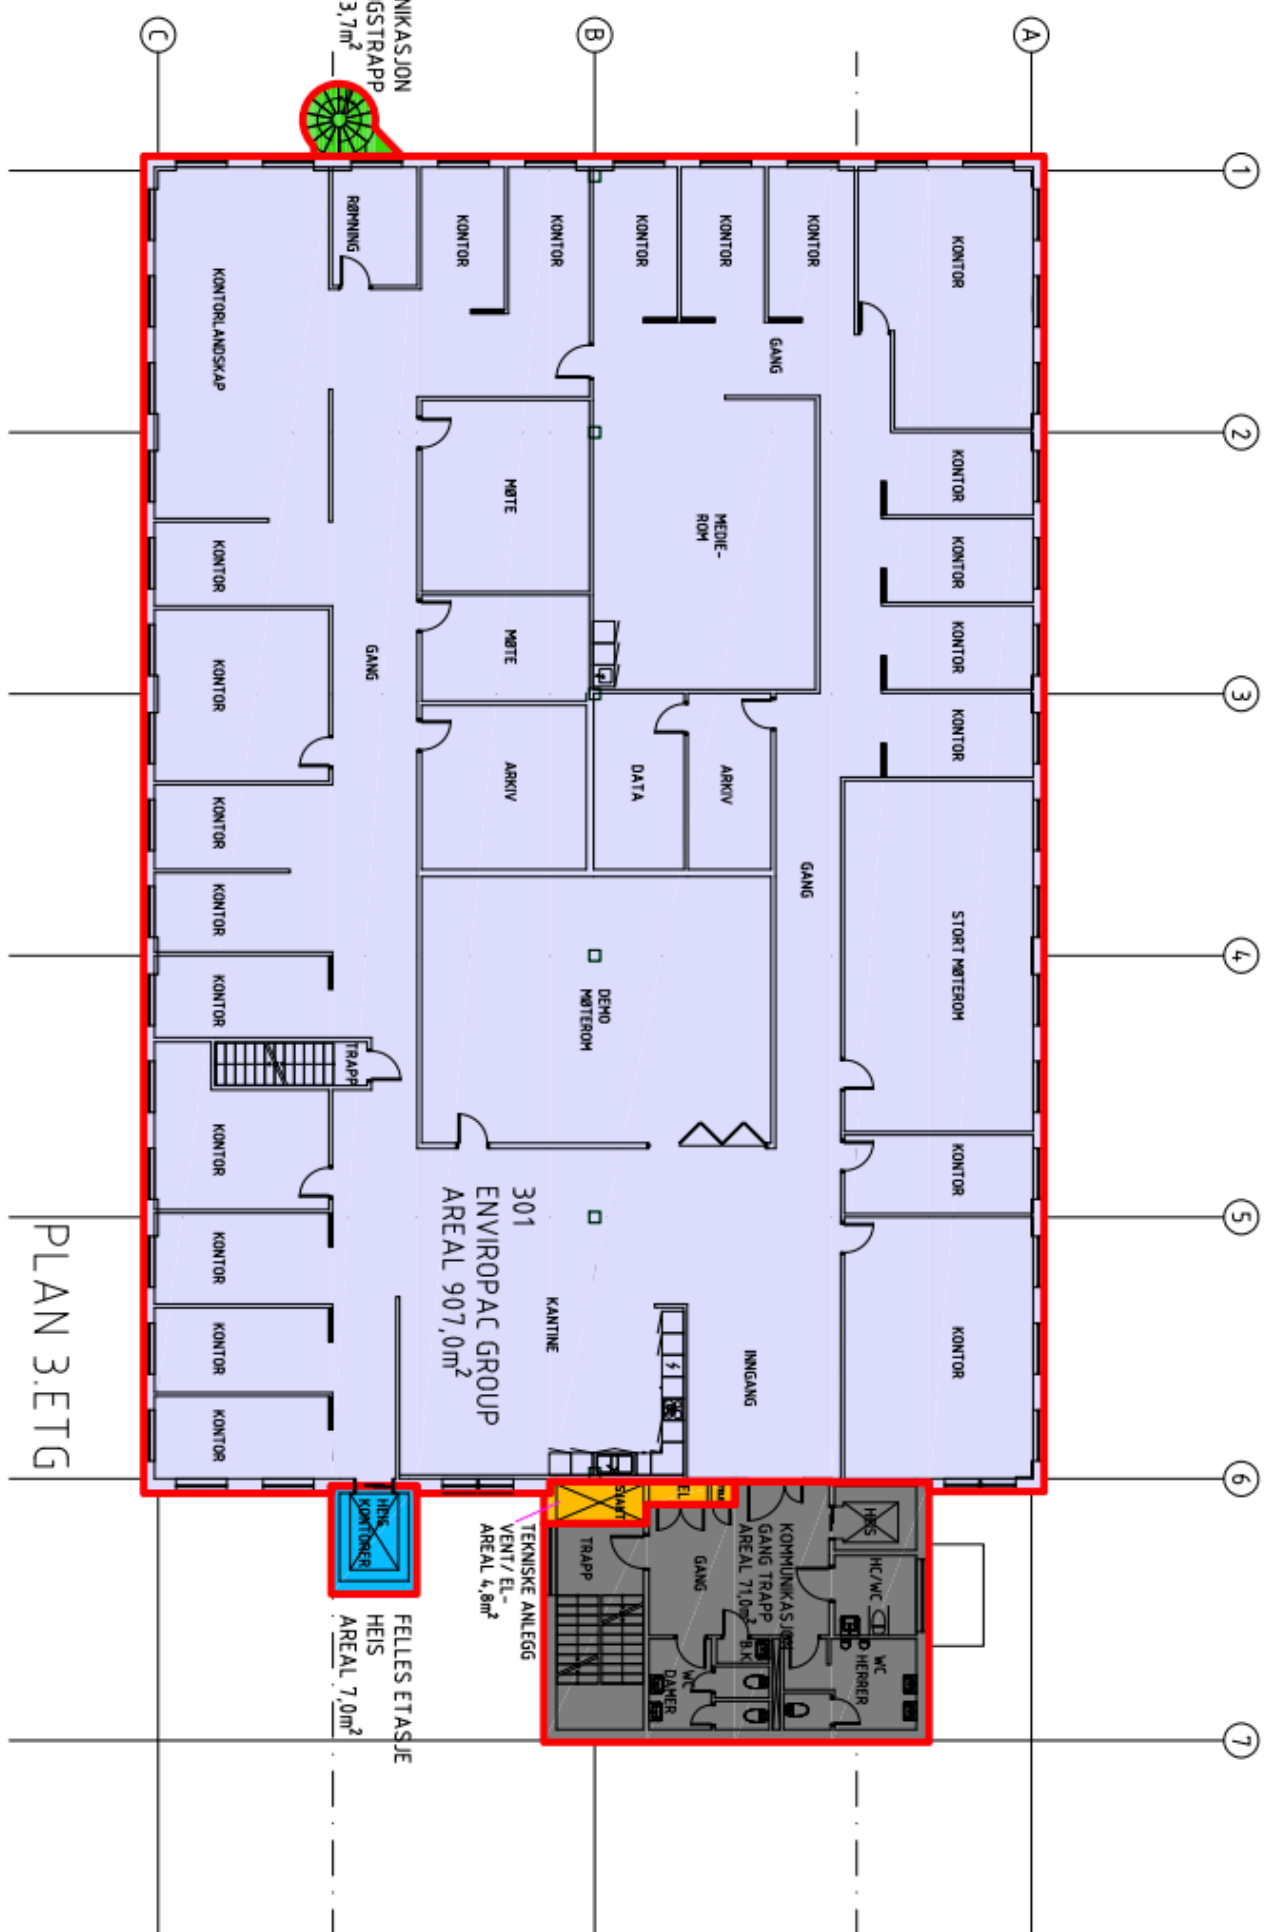 C
B
A
NIKASJON
GSTRAPP
3,7m²
1
2
3
4
5
6
7
KONTOR
KONTOR
KONTOR
KONTOR
KONTOR
STORT MØTEROM
KONTOR
KONTOR
KONTOR
KONTOR
KONTOR
GANG
MEDIE-
ROM
ARKIV
DATA
GANG
INNGANG
KONTOR
KONTOR
RØMNING
MØTE
MØTE
ARKIV
DEMO
MØTEROM
KANTINE
301
ENVIROPAC GROUP
AREAL 907,0m²
GANG
KONTORLANDSKAP
KONTOR
KONTOR
KONTOR
KONTOR
KONTOR
TRAPP
KONTOR
KONTOR
KONTOR
KONTOR
HEIS
HC/WC
WC
HERRER
KOMMUNIKASJON
GANG TRAPP
AREAL 71,0m²
GANG
B.K
WC
DAMER
TRAPP
SJAKT
EL
TEKNISKE ANLEGG
VENT/ EL-
AREAL 4,8m²
HEIS
KONTORER
FELLES ETASJE
HEIS
AREAL 7,0m²
PLAN 3.ETG